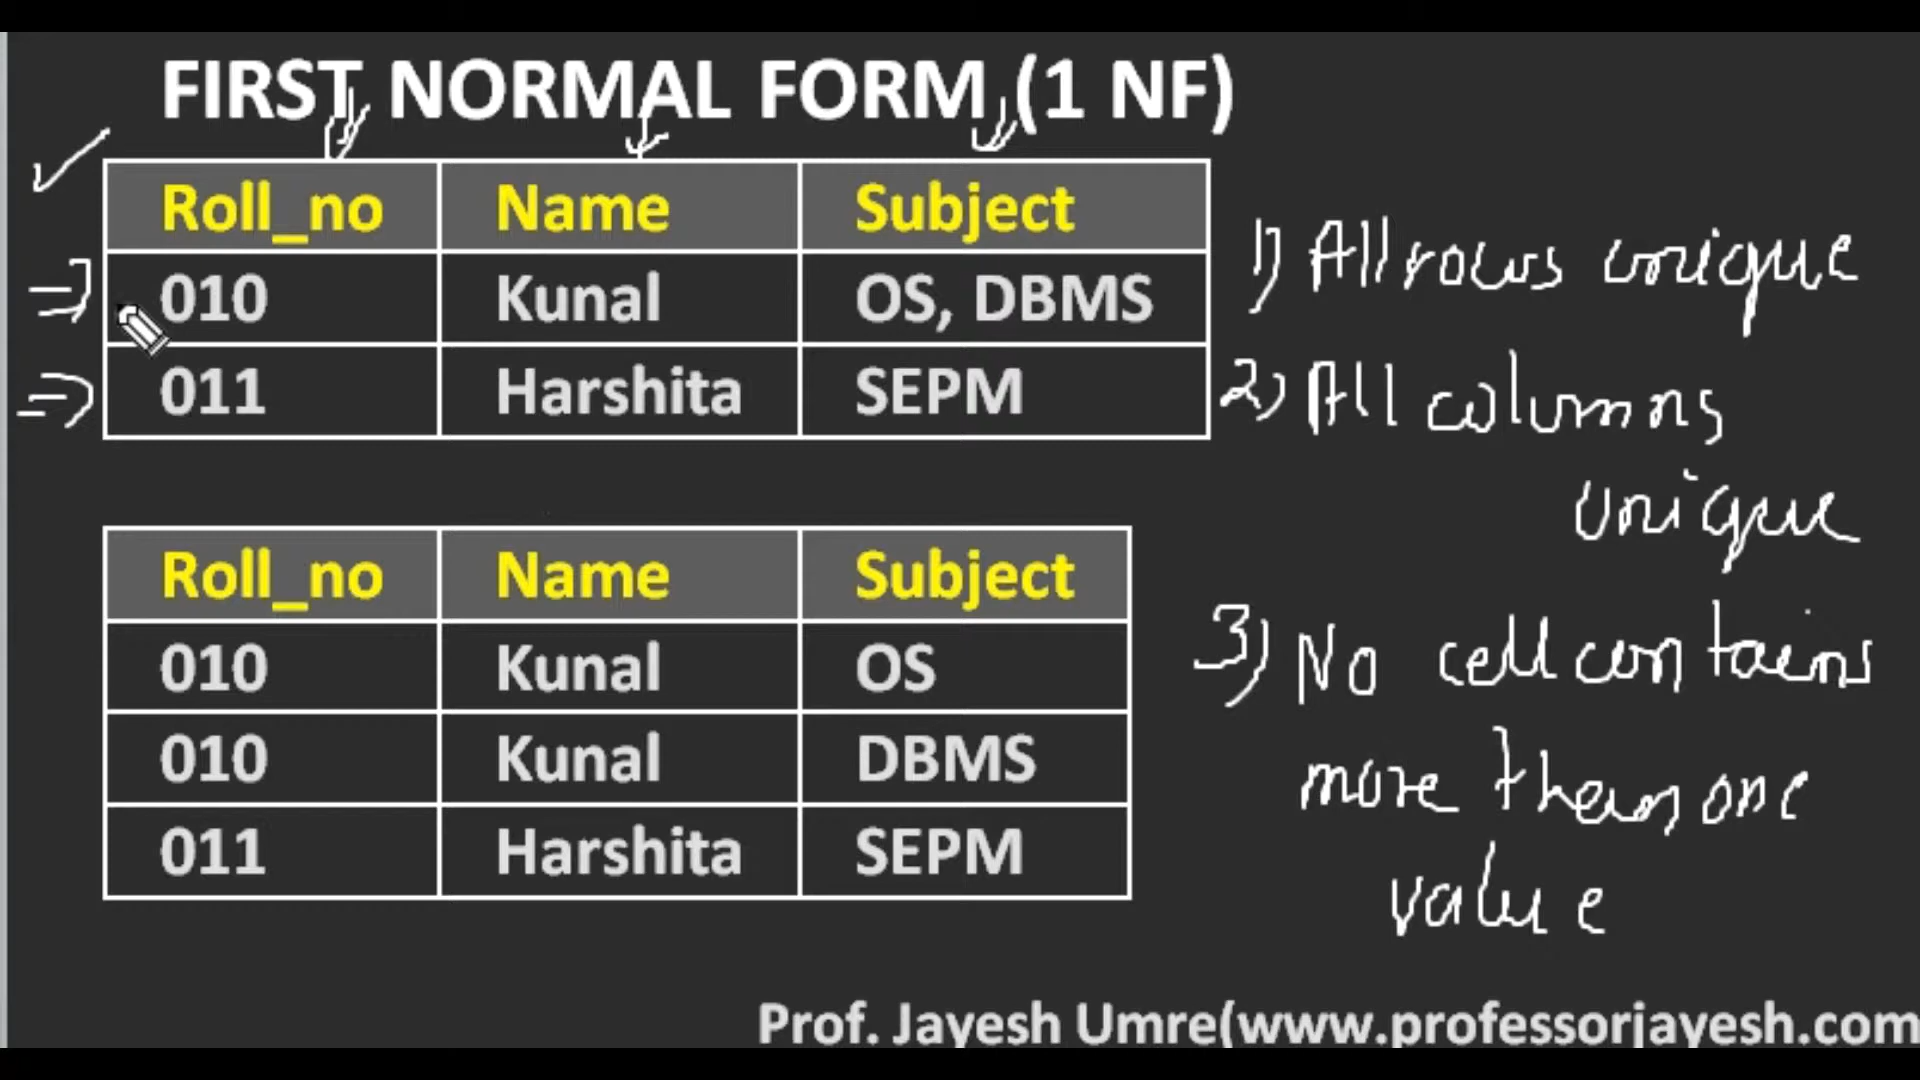 FIRST NORMAL FORM (1 NF)
Roll_no Name Subject
010 Kunal OS, DBMS
011 Harshita SEPM
1) All rows unique
2) All columns
unique
Roll_no Name Subject
010 Kunal OS
010 Kunal DBMS
011 Harshita SEPM
3) No cell contains
more than one
value
Prof. Jayesh Umre(www.professorjayesh.com